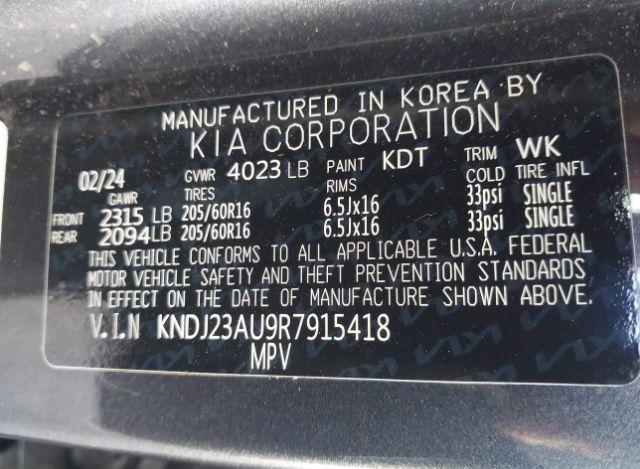 MANUFACTURED IN KOREA BY
KIA CORPORATION
02/24 GVWR 4023 LB PAINT KDT TRIM WK
GAWR TIRES RIMS COLD TIRE INFL
FRONT 2315 LB 205/60R16 6.5Jx16 33psi SINGLE
REAR 2094 LB 205/60R16 6.5Jx16 33psi SINGLE
THIS VEHICLE CONFORMS TO ALL APPLICABLE U.S.A. FEDERAL
MOTOR VEHICLE SAFETY AND THEFT PREVENTION STANDARDS
IN EFFECT ON THE DATE OF MANUFACTURE SHOWN ABOVE.
V.I.N KNDJ23AU9R7915418
MPV